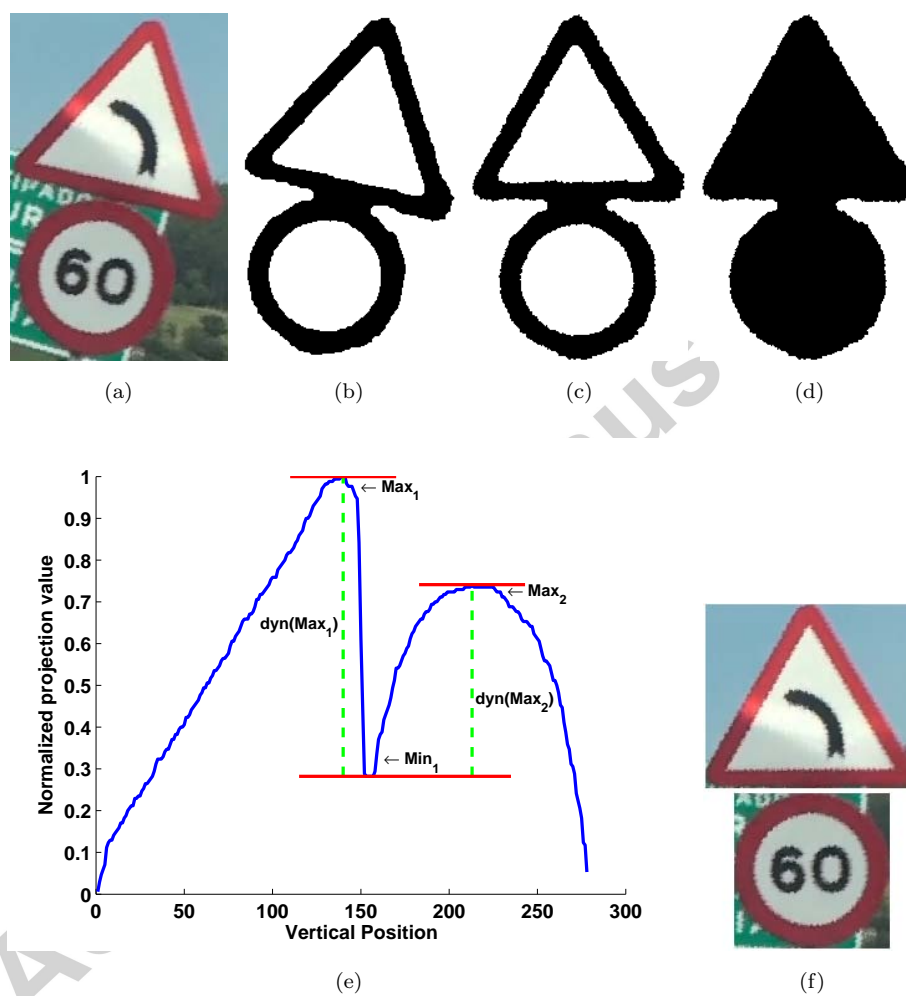 IPADO
UR
60
(a)
(b)
(c)
(d)
Normalized projection value
1
0.9
0.8
0.7
0.6
0.5
0.4
0.3
0.2
0.1
0
0 50 100 150 200 250 300
Vertical Position
← Max1
← Max2
dyn(Max1)
dyn(Max2)
← Min1
60
(e)
(f)